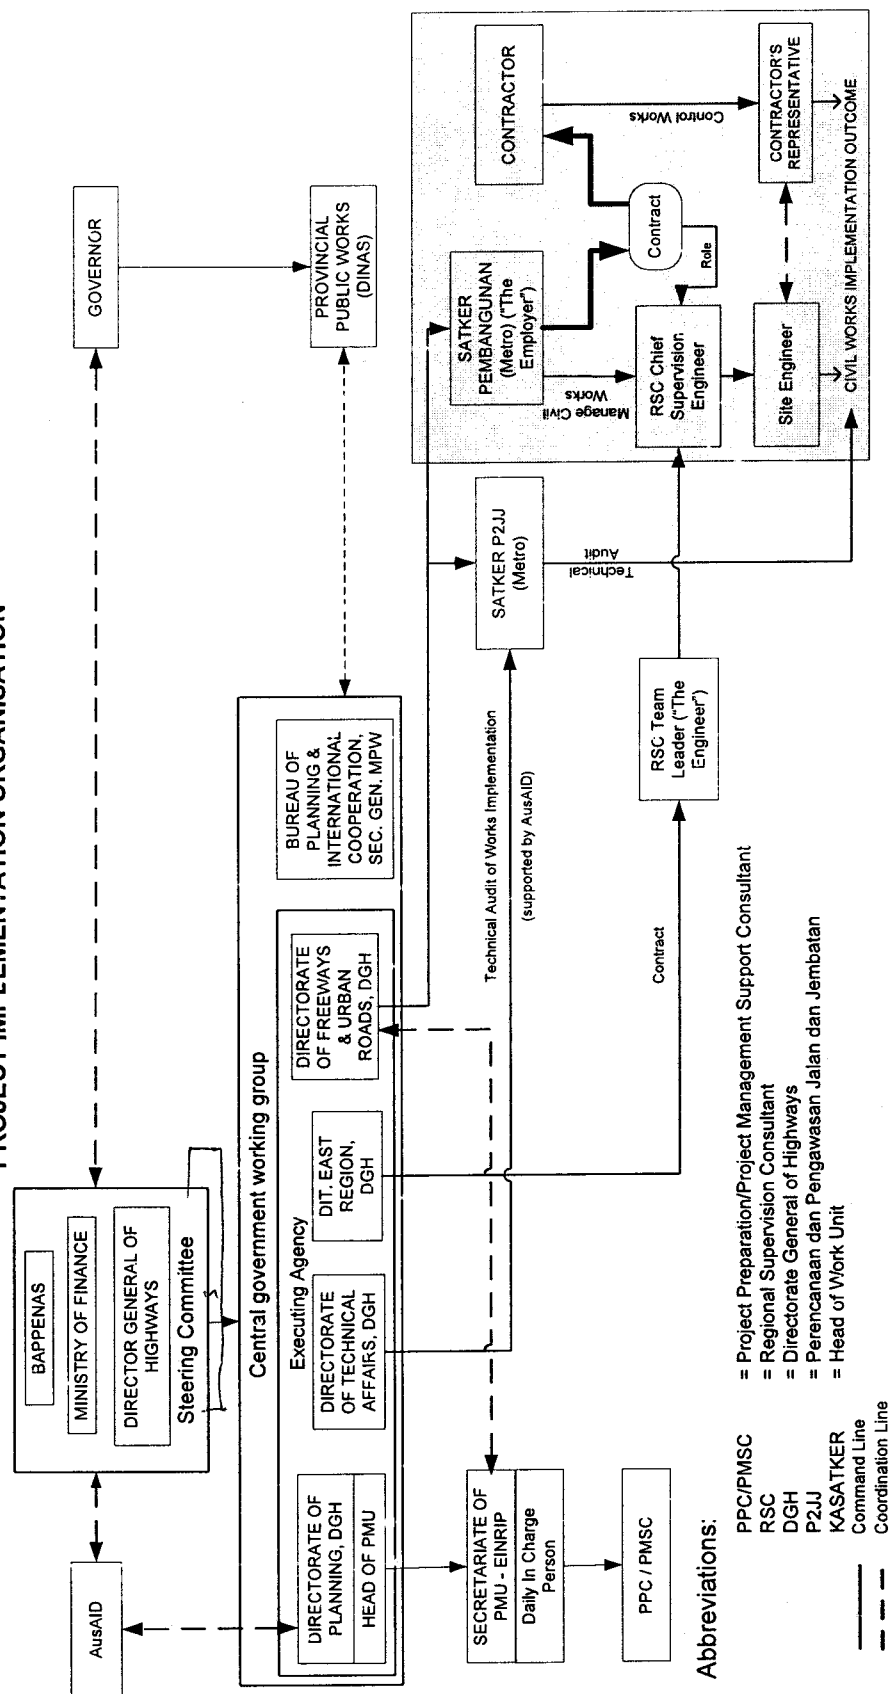 PROJECT IMPLEMENTATION ORGANISATION
AusAID
BAPPENAS
MINISTRY OF FINANCE
DIRECTOR GENERAL OF
HIGHWAYS
Steering Committee
GOVERNOR
PROVINCIAL
PUBLIC WORKS
(DINAS)
Central government working group
Executing Agency
DIRECTORATE OF
PLANNING, DGH
HEAD OF PMU
DIRECTORATE
OF TECHNICAL
AFFAIRS, DGH
DIT. EAST
REGION,
DGH
DIRECTORATE
OF FREEWAYS
& URBAN
ROADS, DGH
BUREAU OF
PLANNING &
INTERNATIONAL
COOPERATION,
SEC. GEN. MPW
SECRETARIATE OF
PMU - EINRIP
Daily In Charge
Person
PPC / PMSC
Technical Audit of Works Implementation
(supported by AusAID)
SATKER P2JJ
(Metro)
Technical
Audit
Contract
RSC Team
Leader ("The
Engineer")
SATKER
PEMBANGUNAN
(Metro) ("The
Employer")
Manage Civil
Works
CONTRACTOR
Contract
Role
Control Works
RSC Chief
Supervision
Engineer
Site Engineer
CONTRACTOR'S
REPRESENTATIVE
CIVIL WORKS IMPLEMENTATION OUTCOME
Abbreviations:
PPC/PMSC = Project Preparation/Project Management Support Consultant
RSC = Regional Supervision Consultant
DGH = Directorate General of Highways
P2JJ = Perencanaan dan Pengawasan Jalan dan Jembatan
KASATKER = Head of Work Unit
Command Line
Coordination Line